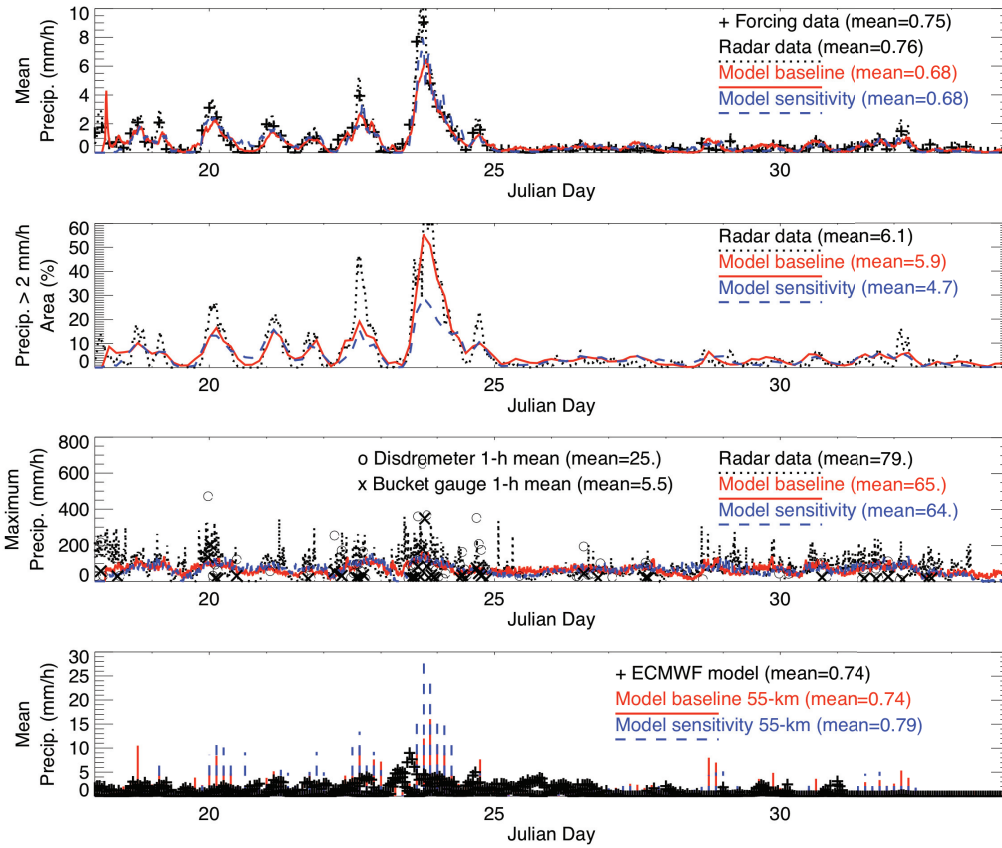 10
8
6
4
2
0
Mean
Precip. (mm/h)
+ Forcing data (mean=0.75)
Radar data (mean=0.76)
Model baseline (mean=0.68)
Model sensitivity (mean=0.68)
20 25 30
Julian Day
60
50
40
30
20
10
0
Precip. > 2 mm/h
Area (%)
Radar data (mean=6.1)
Model baseline (mean=5.9)
Model sensitivity (mean=4.7)
20 25 30
Julian Day
800
600
400
200
0
Maximum
Precip. (mm/h)
o Disdrometer 1-h mean (mean=25.)
x Bucket gauge 1-h mean (mean=5.5)
Radar data (mean=79.)
Model baseline (mean=65.)
Model sensitivity (mean=64.)
20 25 30
Julian Day
30
25
20
15
10
5
0
Mean
Precip. (mm/h)
+ ECMWF model (mean=0.74)
Model baseline 55-km (mean=0.74)
Model sensitivity 55-km (mean=0.79)
20 25 30
Julian Day